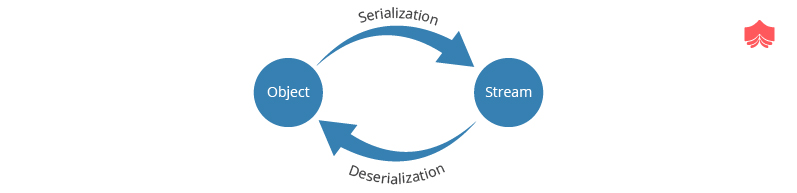 Serialization
Object
Stream
Deserialization